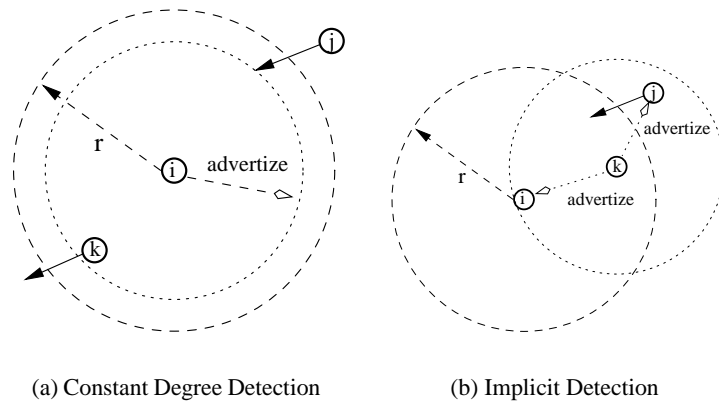 j
r
i
advertize
k
j
advertize
k
r
i
advertize
(a) Constant Degree Detection
(b) Implicit Detection